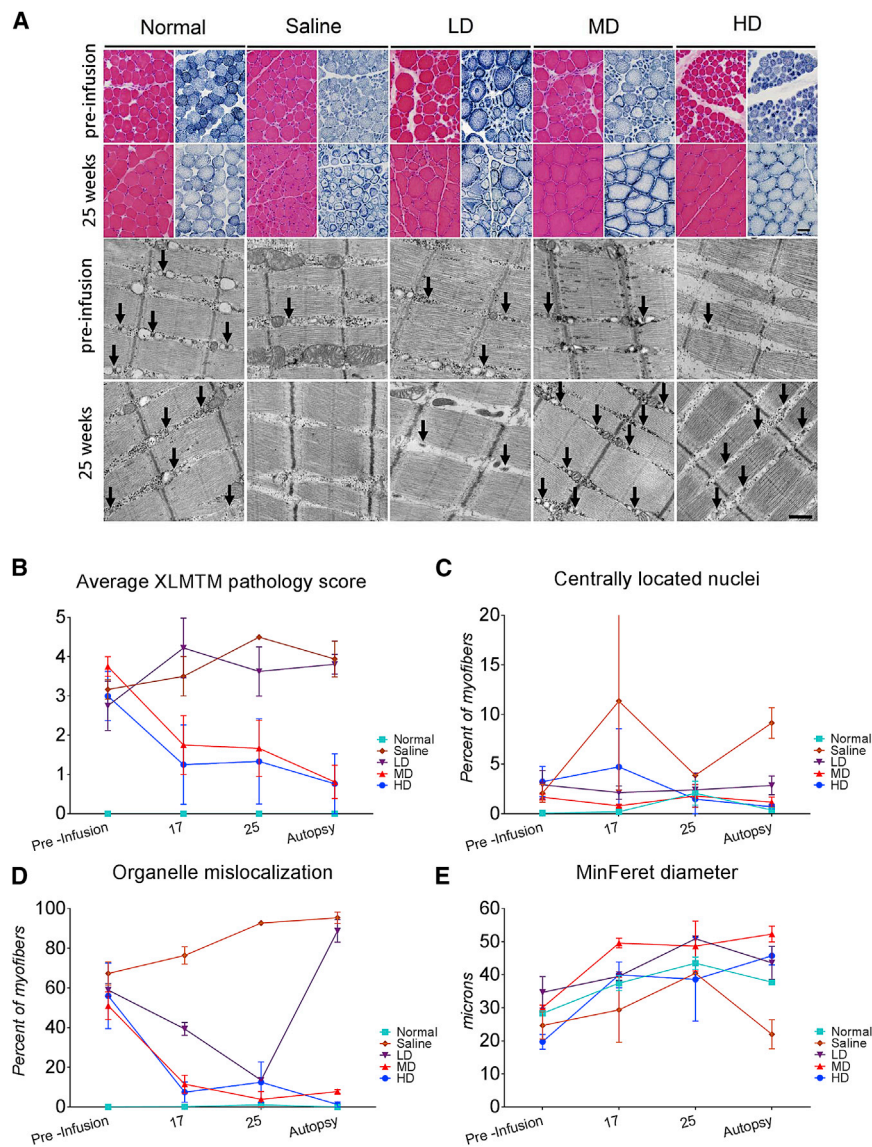 A
Normal Saline LD MD HD
pre-infusion
25 weeks
pre-infusion
25 weeks
B
Average XLMTM pathology score
5
4
3
2
1
0
Pre -Infusion 17 25 Autopsy
Normal
Saline
LD
MD
HD
C
Centrally located nuclei
Percent of myofibers
20
15
10
5
0
Pre -Infusion 17 25 Autopsy
Normal
Saline
LD
MD
HD
D
Organelle mislocalization
Percent of myofibers
100
80
60
40
20
0
Pre -Infusion 17 25 Autopsy
Normal
Saline
LD
MD
HD
E
MinFeret diameter
microns
60
50
40
30
20
10
0
Pre -Infusion 17 25 Autopsy
Normal
Saline
LD
MD
HD